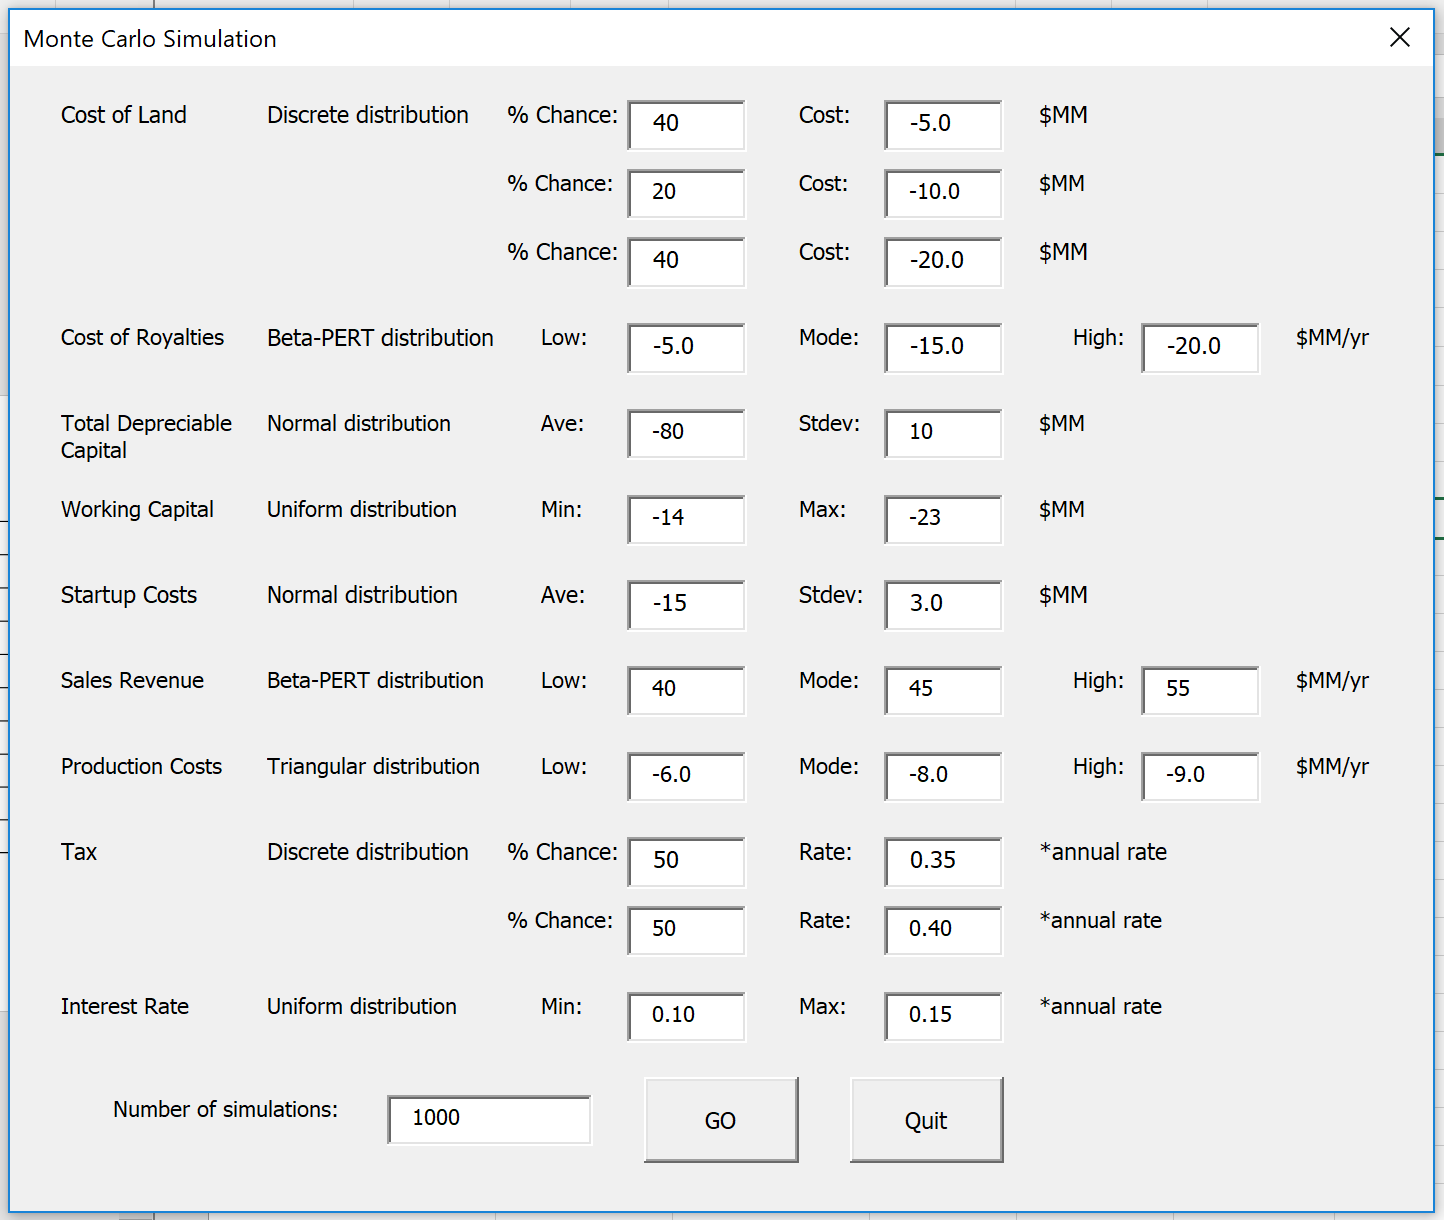 Monte Carlo Simulation
Cost of Land Discrete distribution % Chance: 40 Cost: -5.0 $MM
% Chance: 20 Cost: -10.0 $MM
% Chance: 40 Cost: -20.0 $MM
Cost of Royalties Beta-PERT distribution Low: -5.0 Mode: -15.0 High: -20.0 $MM/yr
Total Depreciable Normal distribution Ave: -80 Stdev: 10 $MM
Capital
Working Capital Uniform distribution Min: -14 Max: -23 $MM
Startup Costs Normal distribution Ave: -15 Stdev: 3.0 $MM
Sales Revenue Beta-PERT distribution Low: 40 Mode: 45 High: 55 $MM/yr
Production Costs Triangular distribution Low: -6.0 Mode: -8.0 High: -9.0 $MM/yr
Tax Discrete distribution % Chance: 50 Rate: 0.35 *annual rate
% Chance: 50 Rate: 0.40 *annual rate
Interest Rate Uniform distribution Min: 0.10 Max: 0.15 *annual rate
Number of simulations: 1000 GO Quit